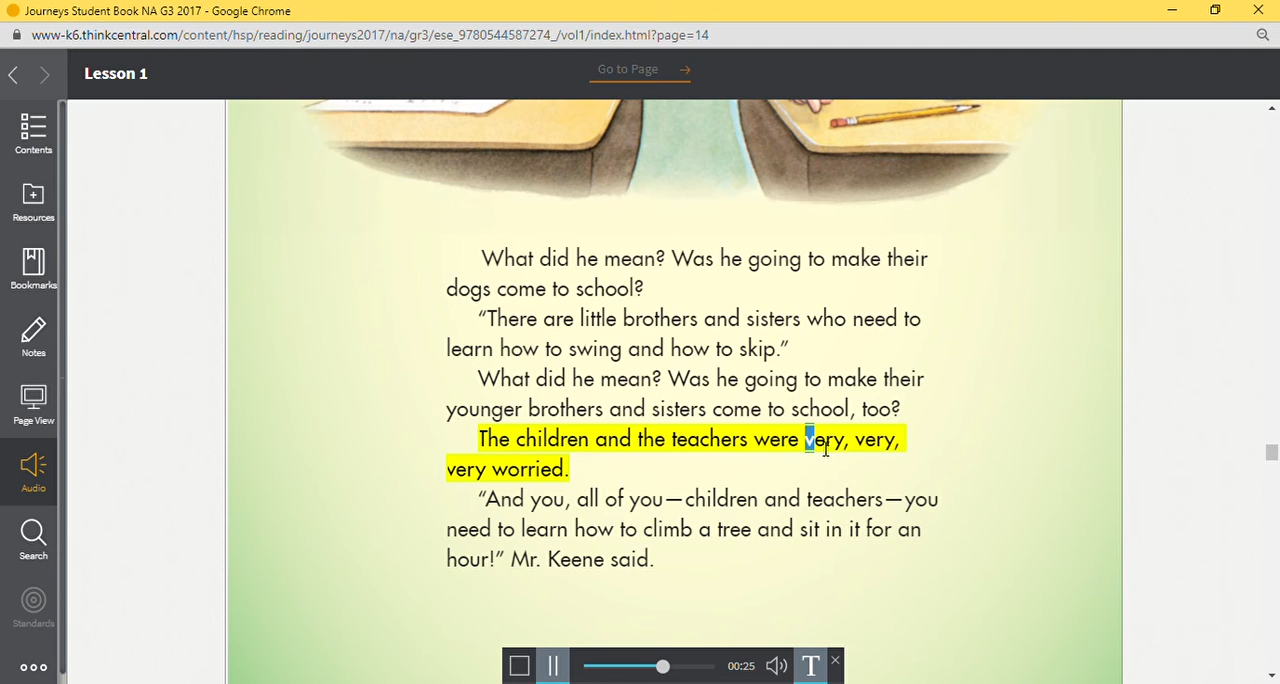 Journeys Student Book NA G3 2017 - Google Chrome
www-k6.thinkcentral.com/content/hsp/reading/journeys2017/na/gr3/ese_9780544587274_/vol1/index.html?page=14
Lesson 1
Go to Page →
Contents
Resources
Bookmarks
Notes
Page View
Audio
Search
Standards
What did he mean? Was he going to make their
dogs come to school?
“There are little brothers and sisters who need to
learn how to swing and how to skip.”
What did he mean? Was he going to make their
younger brothers and sisters come to school, too?
The children and the teachers were very, very,
very worried.
“And you, all of you—children and teachers—you
need to learn how to climb a tree and sit in it for an
hour!” Mr. Keene said.
00:25
T